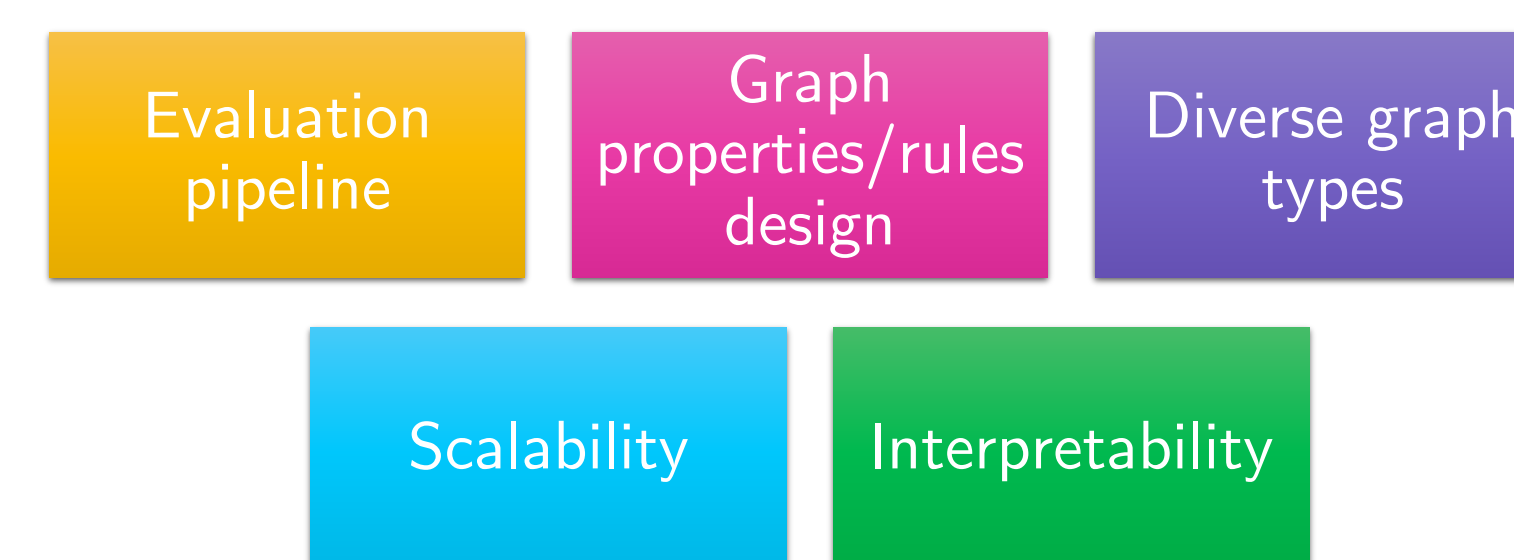 Evaluation
pipeline
Graph
properties/rules
design
Diverse graph
types
Scalability
Interpretability